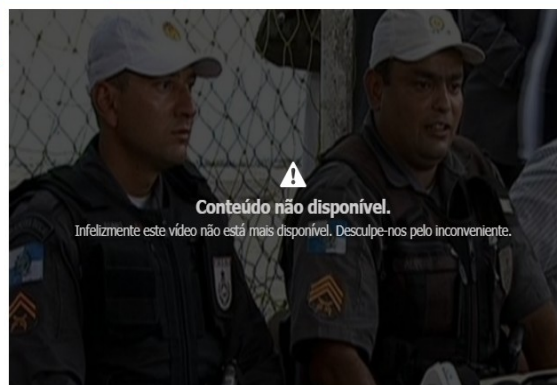 Conteúdo não disponível.
Infelizmente este vídeo não está mais disponível. Desculpe-nos pelo inconveniente.